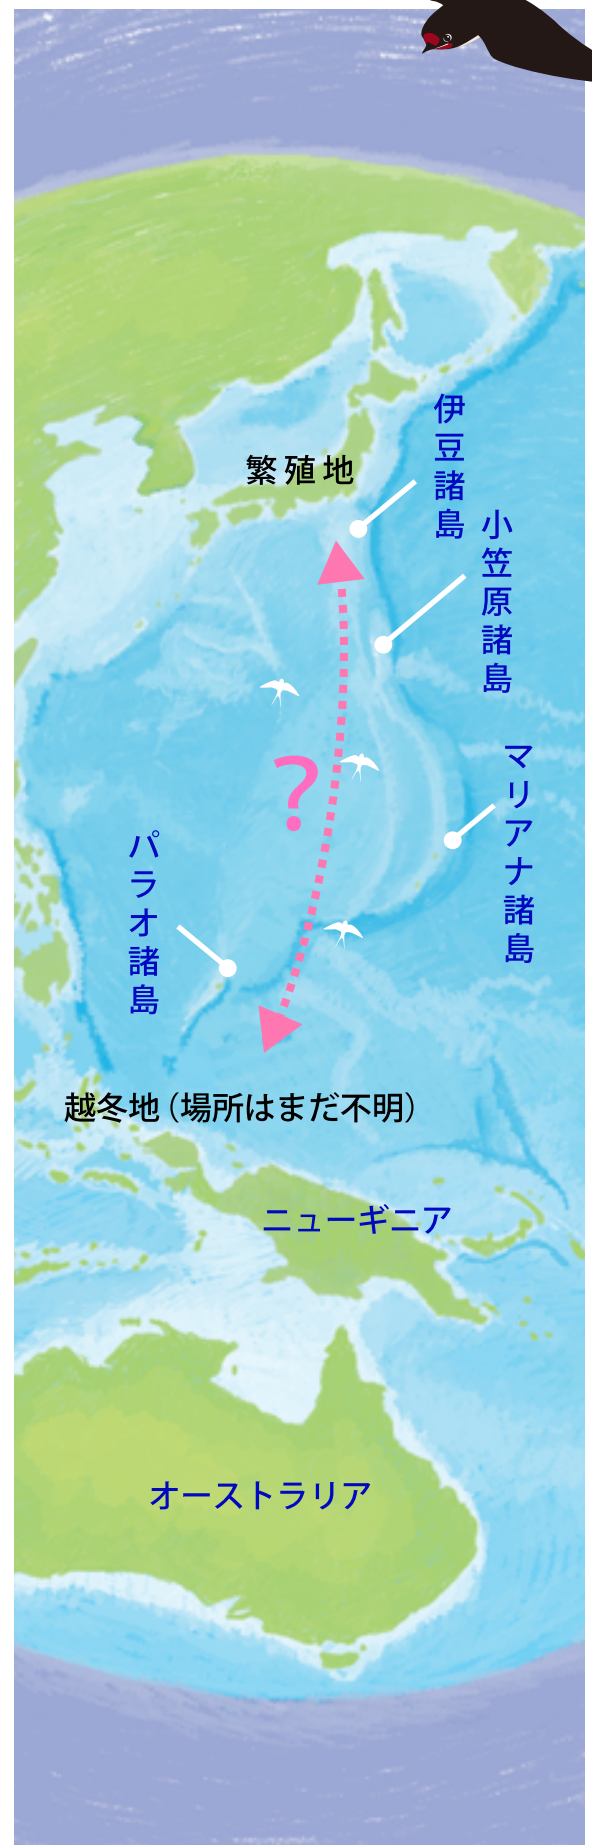 伊豆諸島
繁殖地
小笠原諸島
マリアナ諸島
?
パラオ諸島
越冬地(場所はまだ不明)
ニューギニア
オーストラリア